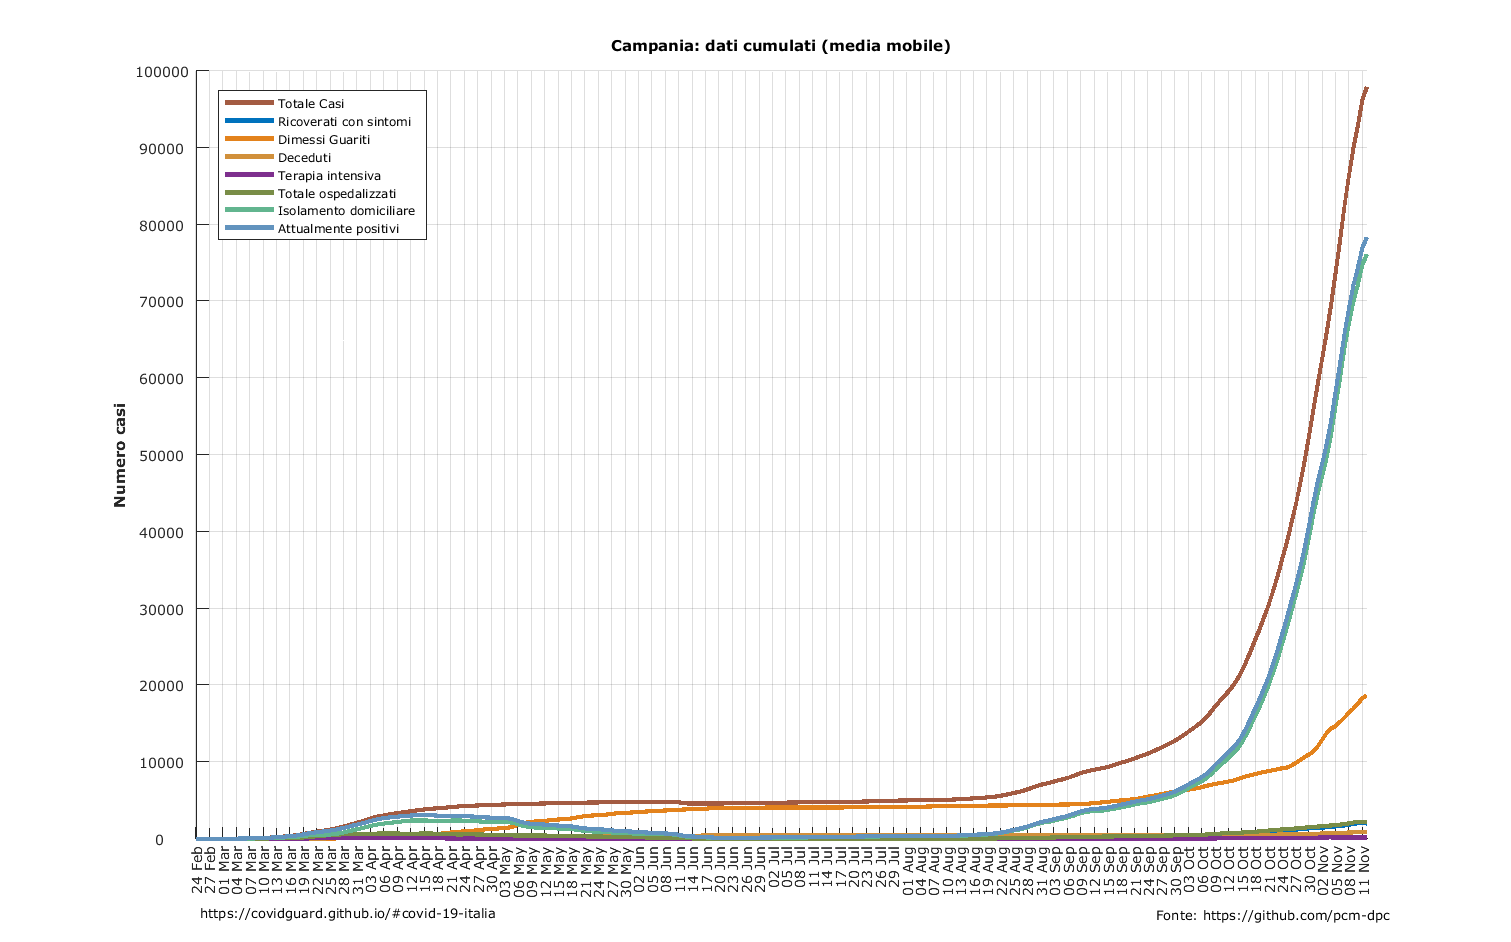 Campania: dati cumulati (media mobile)
100000
90000
80000
70000
60000
50000
40000
30000
20000
10000
0
Numero casi
Totale Casi
Ricoverati con sintomi
Dimessi Guariti
Deceduti
Terapia intensiva
Totale ospedalizzati
Isolamento domiciliare
Attualmente positivi
24 Feb
27 Feb
01 Mar
04 Mar
07 Mar
10 Mar
13 Mar
16 Mar
19 Mar
22 Mar
25 Mar
28 Mar
31 Mar
03 Apr
06 Apr
09 Apr
12 Apr
15 Apr
18 Apr
21 Apr
24 Apr
27 Apr
30 Apr
03 May
06 May
09 May
12 May
15 May
18 May
21 May
24 May
27 May
30 May
02 Jun
05 Jun
08 Jun
11 Jun
14 Jun
17 Jun
20 Jun
23 Jun
26 Jun
29 Jun
02 Jul
05 Jul
08 Jul
11 Jul
14 Jul
17 Jul
20 Jul
23 Jul
26 Jul
29 Jul
01 Aug
04 Aug
07 Aug
10 Aug
13 Aug
16 Aug
19 Aug
22 Aug
25 Aug
28 Aug
31 Aug
03 Sep
06 Sep
09 Sep
12 Sep
15 Sep
18 Sep
21 Sep
24 Sep
27 Sep
30 Sep
03 Oct
06 Oct
09 Oct
12 Oct
15 Oct
18 Oct
21 Oct
24 Oct
27 Oct
30 Oct
02 Nov
05 Nov
08 Nov
11 Nov
https://covidguard.github.io/#covid-19-italia
Fonte: https://github.com/pcm-dpc